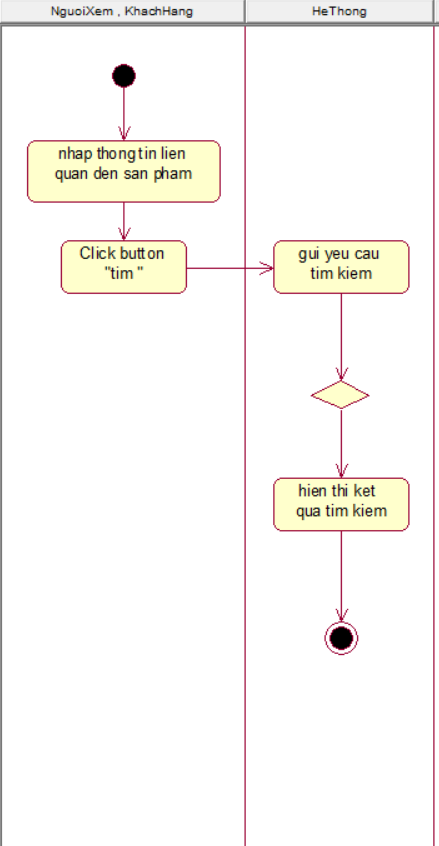 NguoiXem , KhachHang
HeThong
nhap thong tin lien
quan den san pham
Click button
"tim "
gui yeu cau
tim kiem
hien thi ket
qua tim kiem